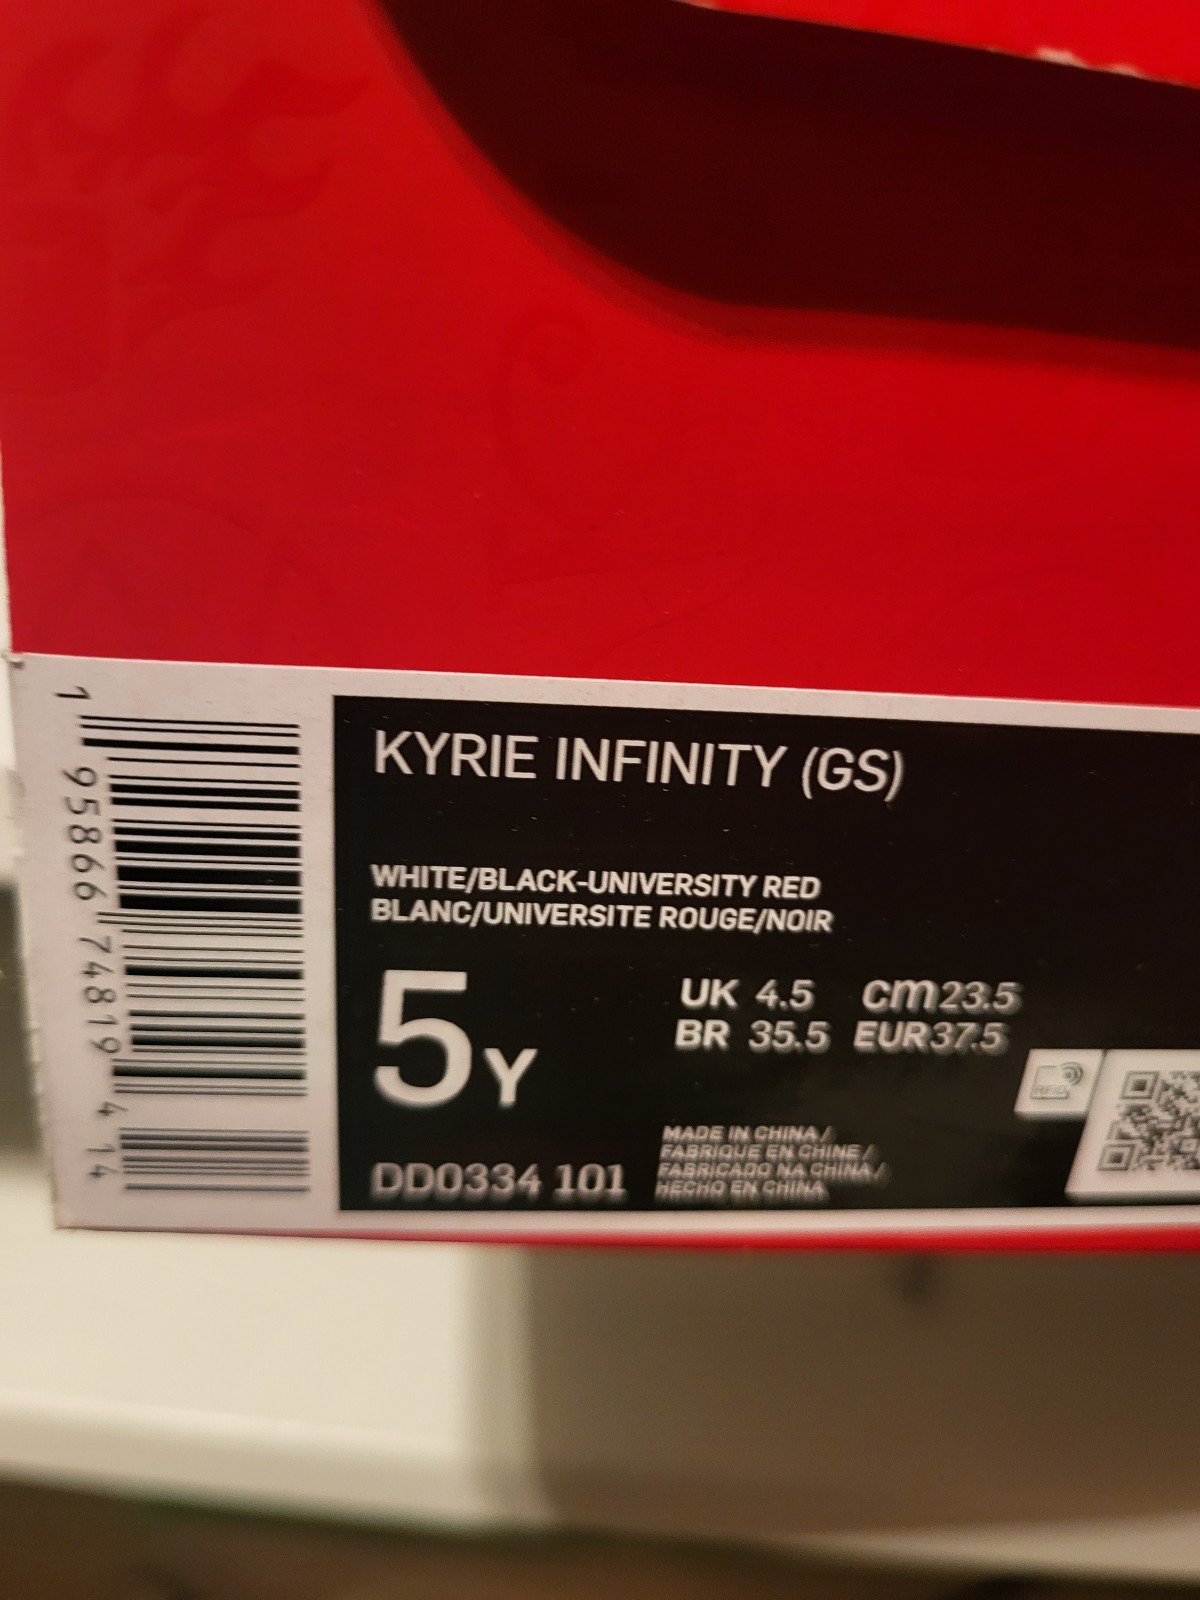 KYRIE INFINITY (GS)
WHITE/BLACK-UNIVERSITY RED
BLANC/UNIVERSITE ROUGE/NOIR
5Y
UK 4.5 cm23.5
BR 35.5 EUR37.5
DD0334 101
MADE IN CHINA/
FABRIQUE EN CHINE/
FABRICADO NA CHINA/
HECHO EN CHINA
RFID
1 95866 74819 4 14